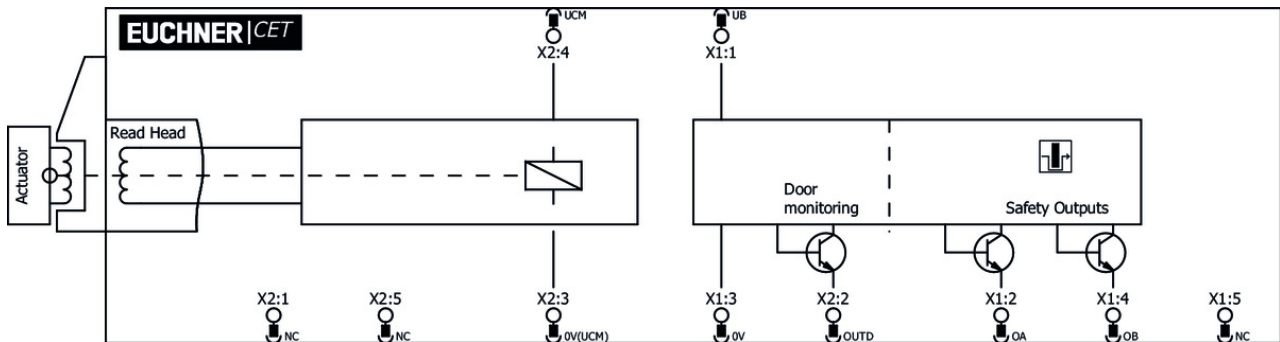 EUCHNER|CET
UCM
X2:4
UB
X1:1
Read Head
Actuator
Door
monitoring
Safety Outputs
X2:1
NC
X2:5
NC
X2:3
0V(UCM)
X1:3
0V
X2:2
OUTD
X1:2
OA
X1:4
OB
X1:5
NC